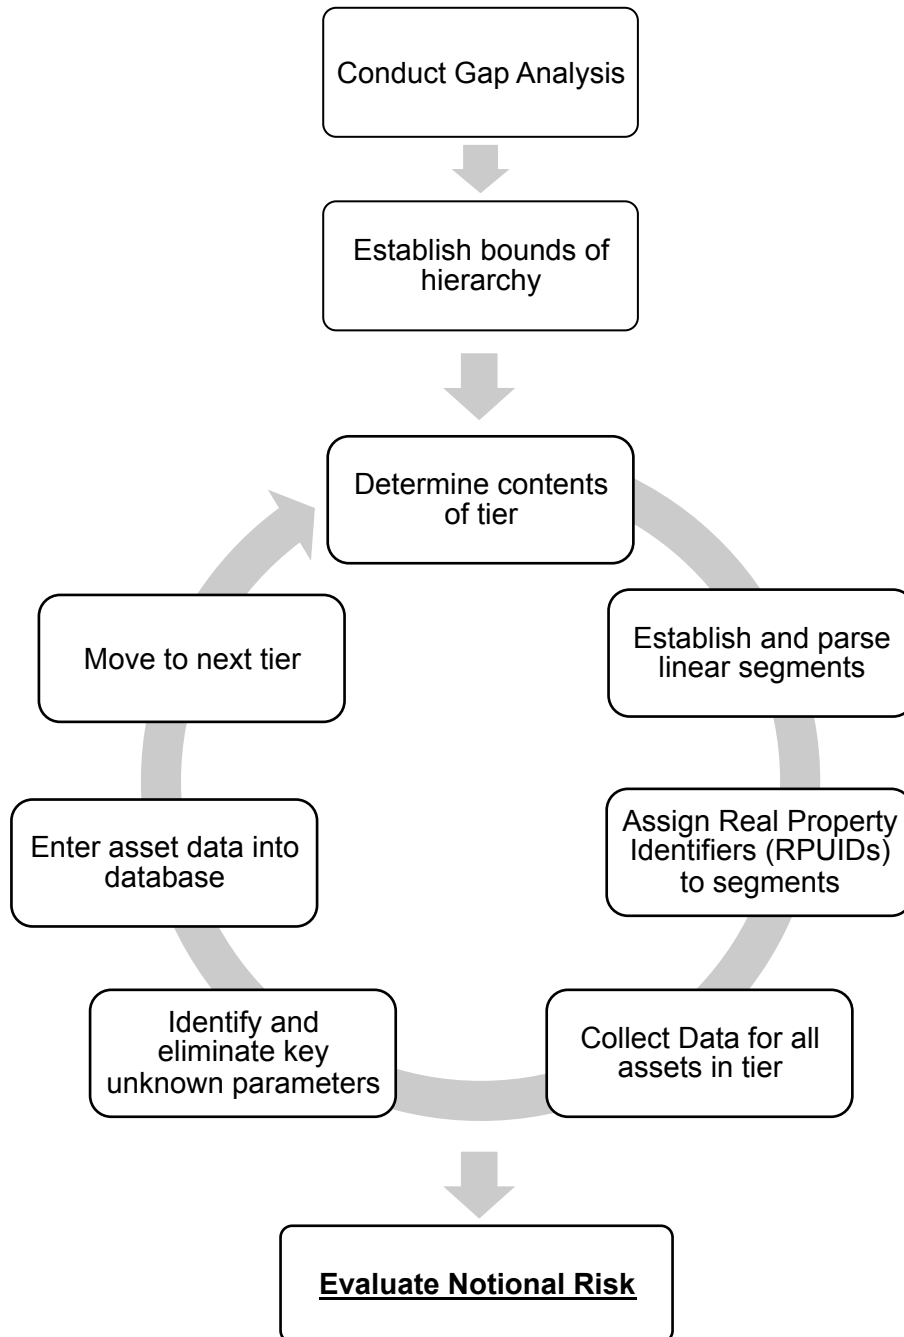 Conduct Gap Analysis
Establish bounds of
hierarchy
Determine contents
of tier
Establish and parse
linear segments
Assign Real Property
Identifiers (RPUIDs)
to segments
Collect Data for all
assets in tier
Identify and
eliminate key
unknown parameters
Enter asset data into
database
Move to next tier
Evaluate Notional Risk